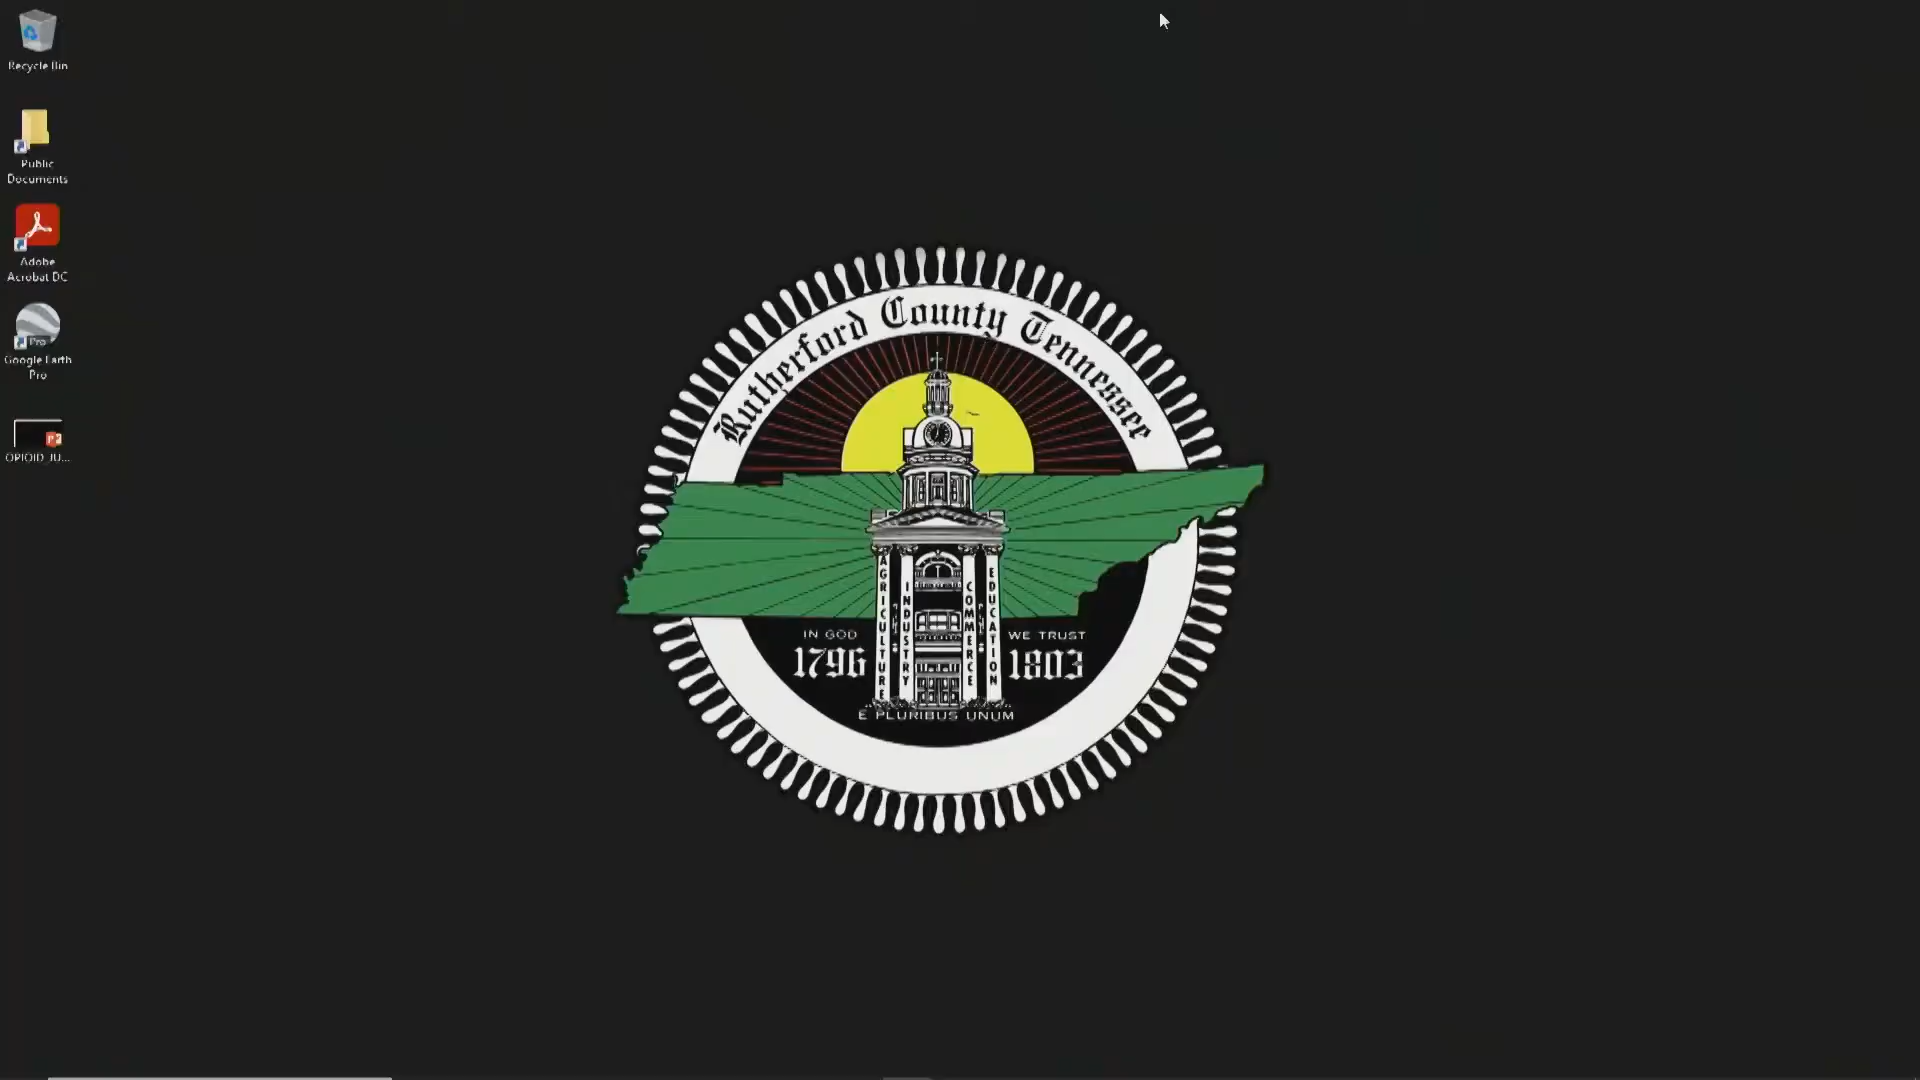 Recycle Bin
Public
Documents
Adobe
Acrobat DC
Pro
Google Earth
Pro
OPIOID_JU...
Rutherford County Tennessee
AGRICULTURE
INDUSTRY
COMMERCE
EDUCATION
IN GOD
WE TRUST
1796
1803
E PLURIBUS UNUM